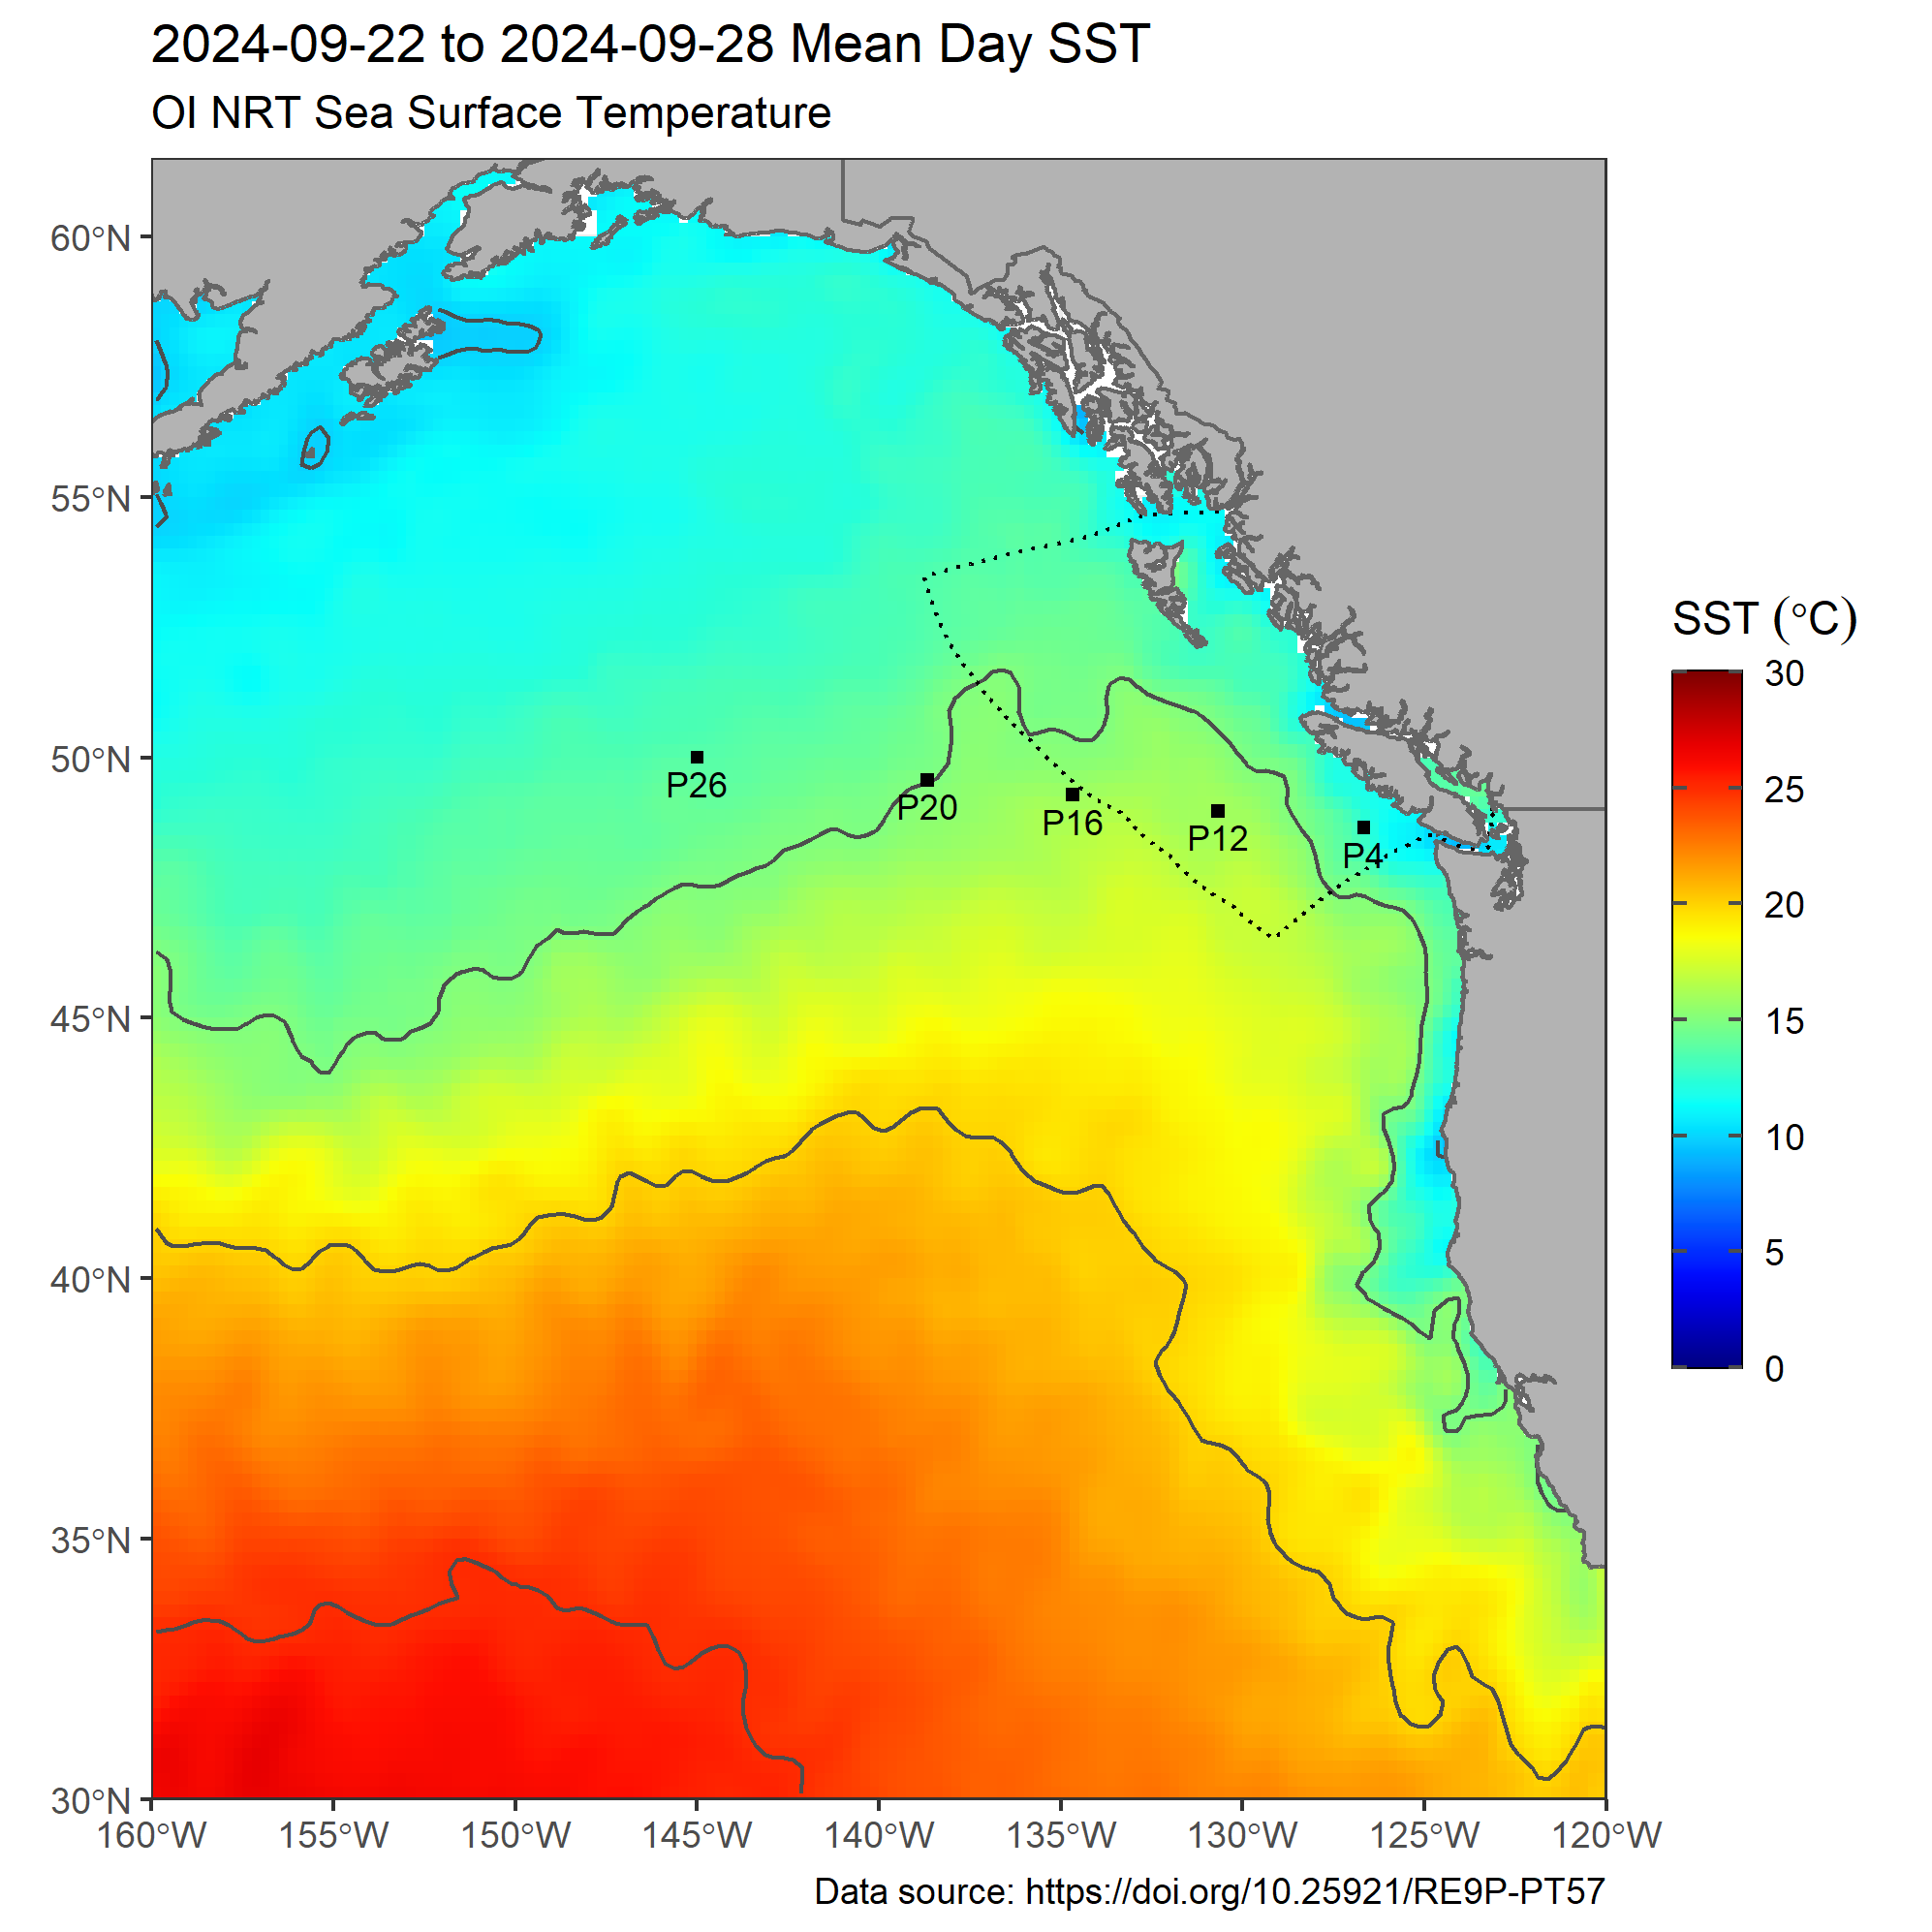 2024-09-22 to 2024-09-28 Mean Day SST
OI NRT Sea Surface Temperature
60°N
55°N
50°N
45°N
40°N
35°N
30°N
P26
P20
P16
P12
P4
160°W
155°W
150°W
145°W
140°W
135°W
130°W
125°W
120°W
SST (°C)
30
25
20
15
10
5
0
Data source: https://doi.org/10.25921/RE9P-PT57